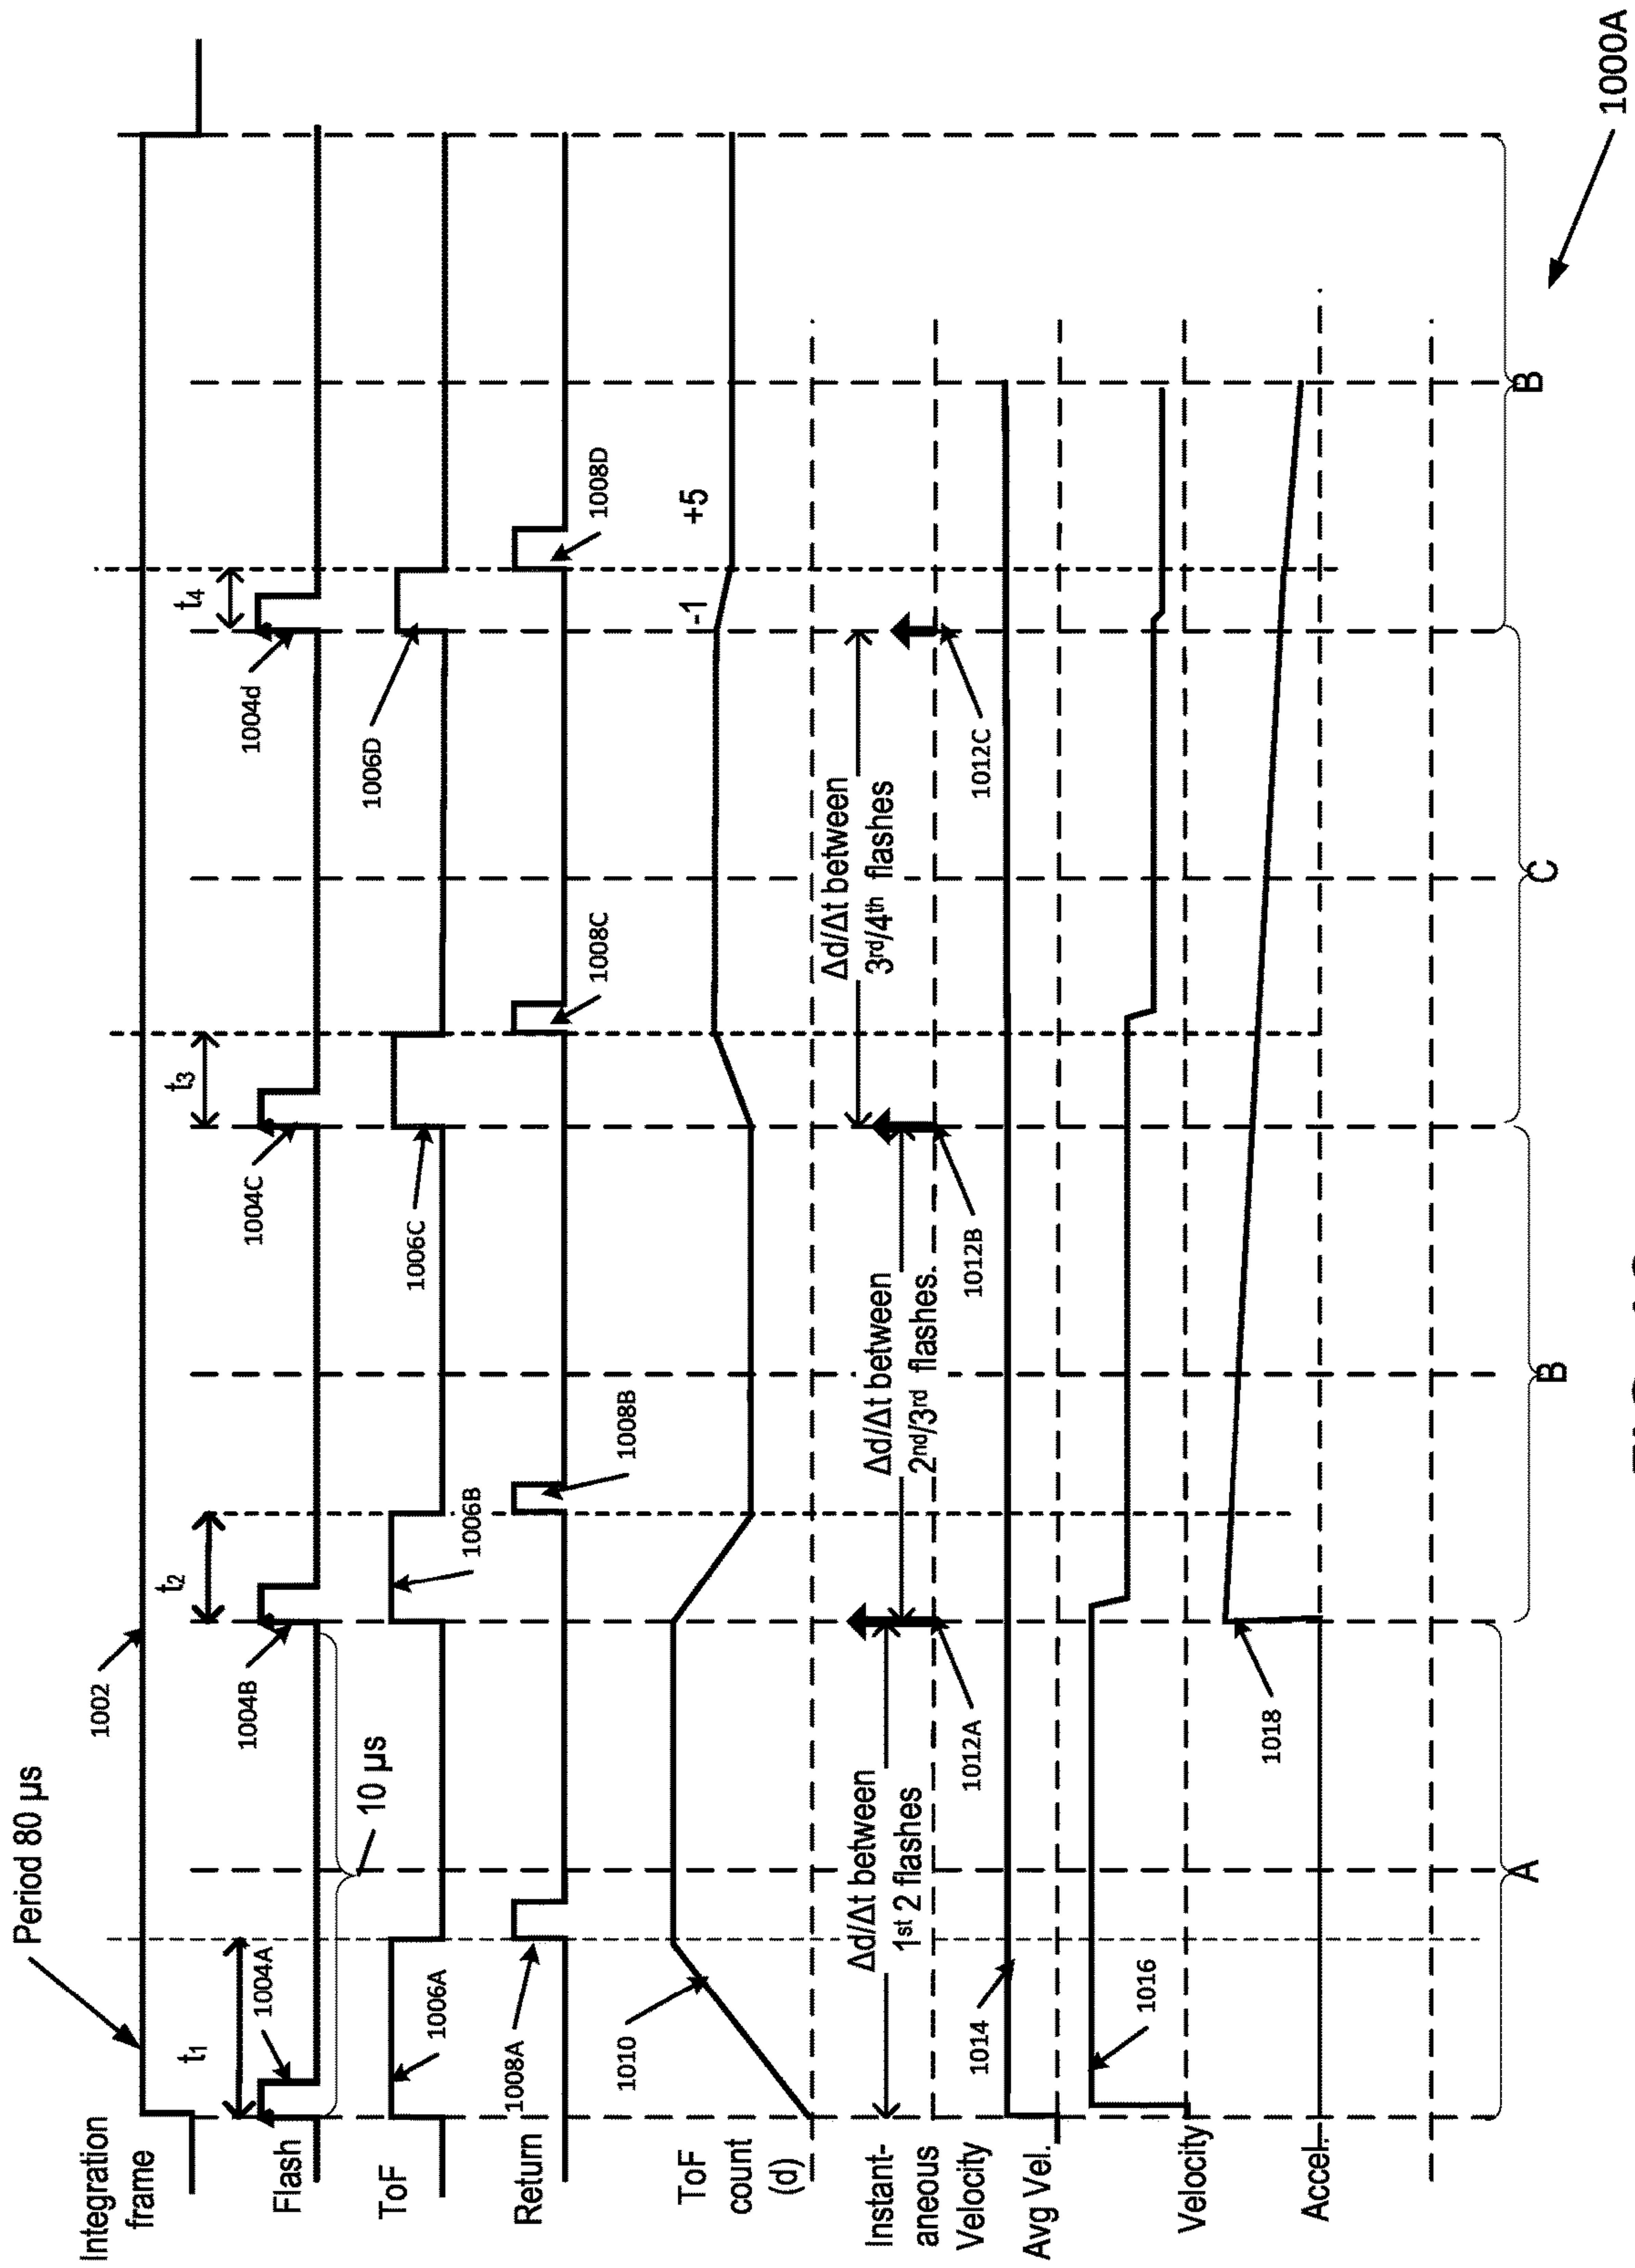 Period 80 µs
1002
Integration
frame
t1
t2
t3
t4
Flash
1004A
1004B
1004C
1004d
10 µs
ToF
1006A
1006B
1006C
1006D
Return
1008A
1008B
1008C
1008D
ToF
count
(d)
1010
-1
+5
Instant-
aneous
Velocity
Δd/Δt between
1st 2 flashes
Δd/Δt between
2nd/3rd flashes.
Δd/Δt between
3rd/4th flashes
1012A
1012B
1012C
Avg Vel.
1014
Velocity
1016
Accel.
1018
A
B
C
B
1000A